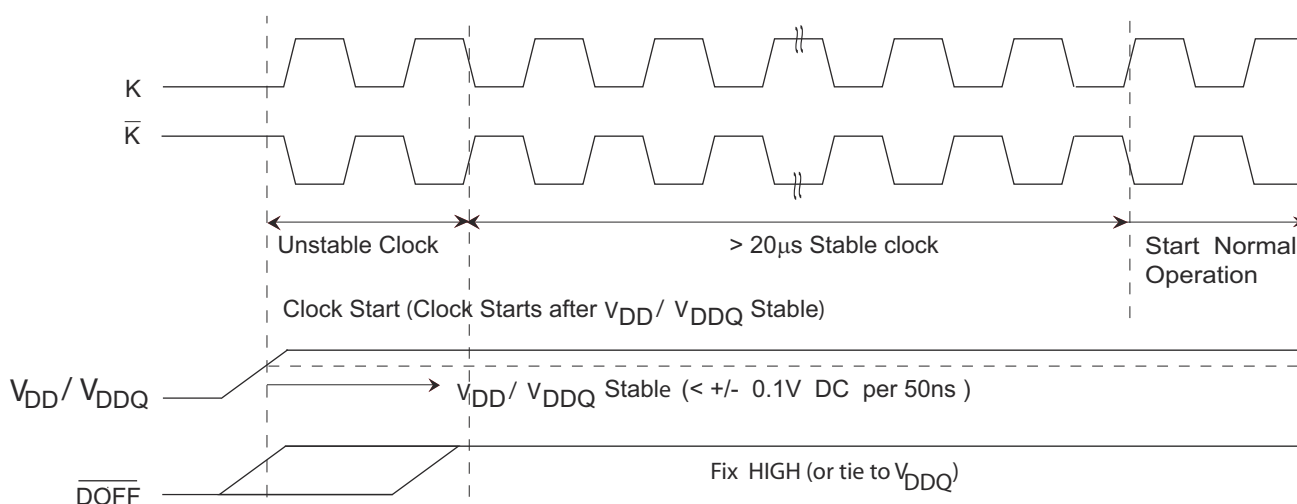 K
K̅
Unstable Clock
> 20μs Stable clock
Start Normal
Operation
Clock Start (Clock Starts after VDD/ VDDQ Stable)
VDD/ VDDQ
VDD/ VDDQ Stable (< +/- 0.1V DC per 50ns )
Fix HIGH (or tie to VDDQ)
DOFF